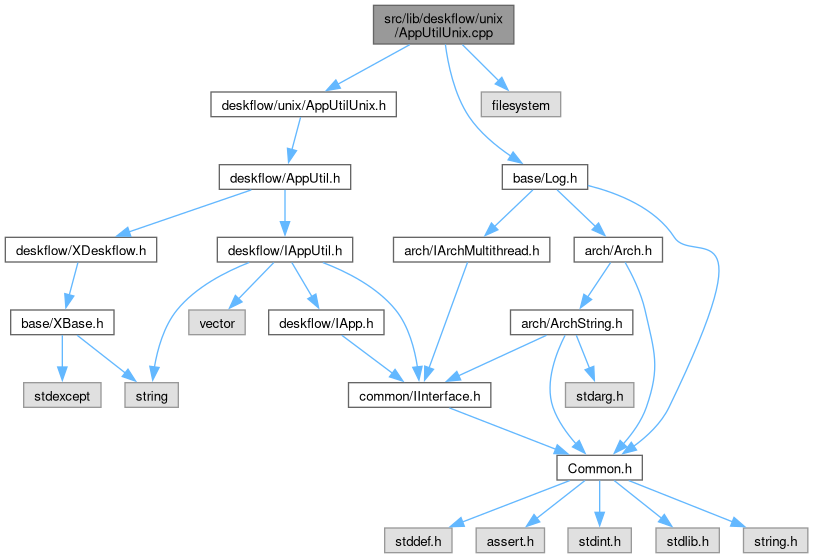 src/lib/deskflow/unix
/AppUtilUnix.cpp
deskflow/unix/AppUtilUnix.h
filesystem
deskflow/AppUtil.h
base/Log.h
deskflow/XDeskflow.h
deskflow/IAppUtil.h
arch/IArchMultithread.h
arch/Arch.h
base/XBase.h
vector
deskflow/IApp.h
arch/ArchString.h
stdexcept
string
common/IInterface.h
stdarg.h
Common.h
stddef.h
assert.h
stdint.h
stdlib.h
string.h